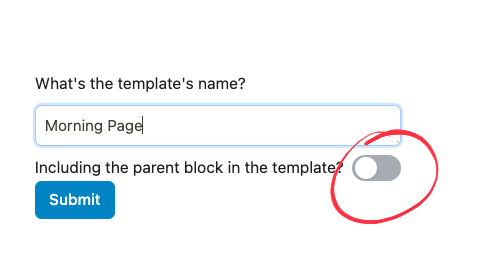 What's the template's name?
Morning Page
Including the parent block in the template?
Submit